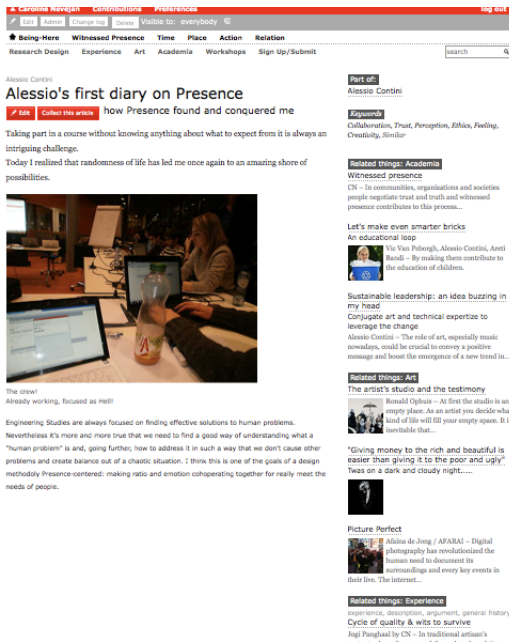 Caroline Nevejan Contributions Preferences log out
Edit Admin Change log Delete Visible to: everybody
Being-Here Witnessed Presence Time Place Action Relation
Research Design Experience Art Academia Workshops Sign Up/Submit
search
Alessio Contini
Alessio's first diary on Presence
Edit Collect this article how Presence found and conquered me
Taking part in a course without knowing anything about what to expect from it is always an
intriguing challenge.
Today I realized that randomness of life has led me once again to an amazing shore of
possibilities.
The crew!
Already working, focused as Hell!
Engineering Studies are always focused on finding effective solutions to human problems.
Nevertheless it's more and more true that we need to find a good way of understanding what a
"human problem" is and, going further, how to address it in such a way that we don't cause other
problems and create balance out of a chaotic situation. I think this is one of the goals of a design
methodoly Presence-centered: making ratio and emotion cohoperating together for really meet the
needs of people.
Part of:
Alessio Contini
Keywords
Collaboration, Trust, Perception, Ethics, Feeling,
Creativity, Similar
Related things: Academia
Witnessed presence
CN – In communities, organizations and societies
people negotiate trust and truth and witnessed
presence contributes to this process...
Let's make even smarter bricks
An educational loop
Vic Van Peborgh, Alessio Contini, Areti
Bandi – By making them contribute to
the education of children.
Sustainable leadership: an idea buzzing in
my head
Conjugate art and technical expertize to
leverage the change
Alessio Contini – The role of art, especially music
nowadays, could be crucial to convey a positive
message and boost the emergence of a new trend in...
Related things: Art
The artist's studio and the testimony
Ronald Ophuis – At first the studio is an
empty place. As an artist you decide wha
kind of life will fill your empty space. It i
inevitable that...
"Giving money to the rich and beautiful is
easier than giving it to the poor and ugly"
Twas on a dark and cloudy night......
Picture Perfect
Afaina de Jong / AFARAI – Digital
photography has revolutionized the
human need to document its
surroundings and every key events in
their live. The internet...
Related things: Experience
experience, description, argument, general history
Cycle of quality & wits to survive
Jogi Panghaal by CN – In traditional artisan's